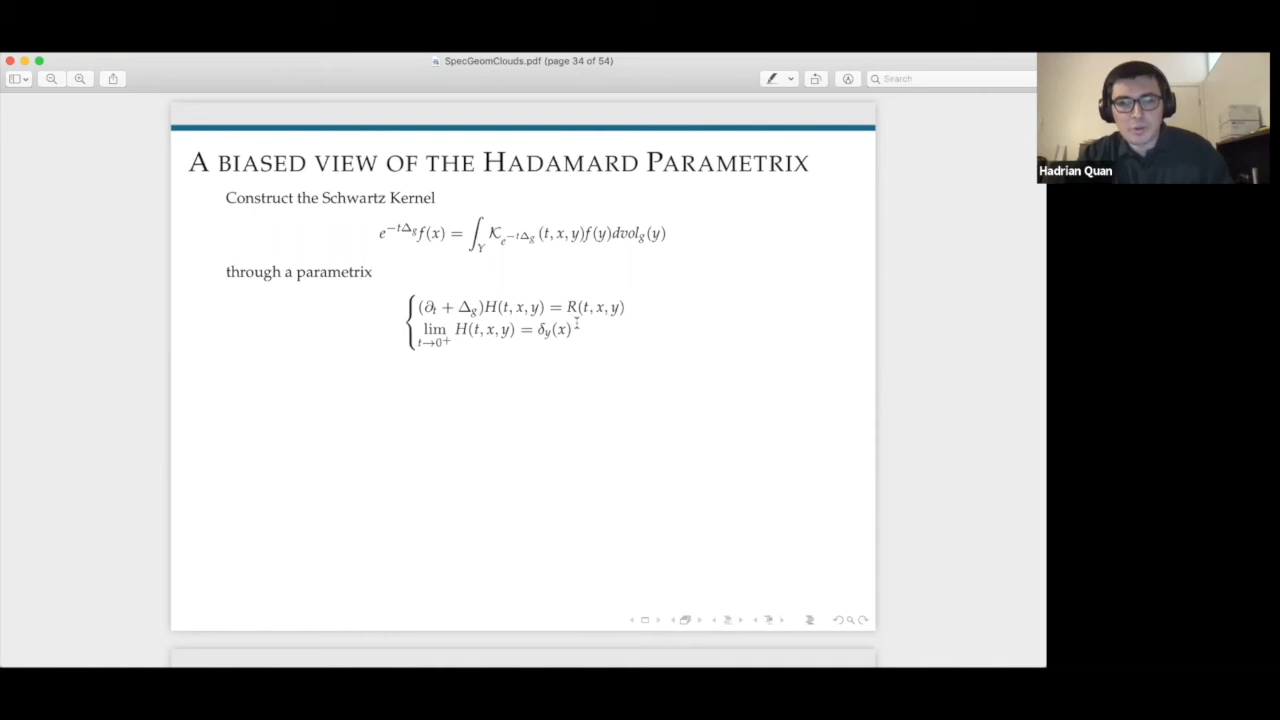 SpecGeomClouds.pdf (page 34 of 54)
Search
A BIASED VIEW OF THE HADAMARD PARAMETRIX
Construct the Schwartz Kernel
e^{-tΔ_g} f(x) = ∫_Y 𝒦_{e^{-tΔ_g}}(t, x, y) f(y) dvol_g(y)
through a parametrix
{ (∂_t + Δ_g)H(t, x, y) = R(t, x, y)
lim_{t→0^+} H(t, x, y) = δ_y(x)
Hadrian Quan